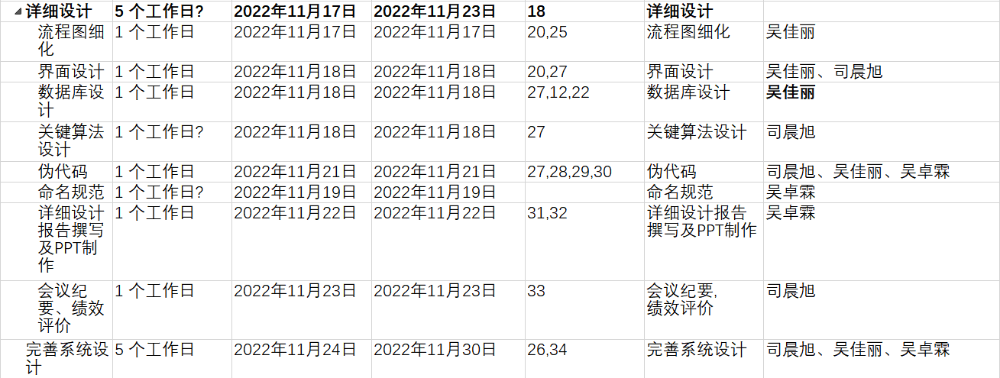 详细设计 5 个工作日? 2022年11月17日 2022年11月23日 18 详细设计
流程图细 1 个工作日 2022年11月17日 2022年11月17日 20,25 流程图细化 吴佳丽
化
界面设计 1 个工作日 2022年11月18日 2022年11月18日 20,27 界面设计 吴佳丽、司晨旭
数据库设 1 个工作日 2022年11月18日 2022年11月18日 27,12,22 数据库设计 吴佳丽
计
关键算法 1 个工作日? 2022年11月18日 2022年11月18日 27 关键算法设计 司晨旭
设计
伪代码 1 个工作日 2022年11月21日 2022年11月21日 27,28,29,30 伪代码 司晨旭、吴佳丽、吴卓霖
命名规范 1 个工作日? 2022年11月19日 2022年11月19日 命名规范 吴卓霖
详细设计 1 个工作日 2022年11月22日 2022年11月22日 31,32 详细设计报告 吴卓霖
报告撰写 撰写及PPT制作
及PPT制
作
会议纪 1 个工作日 2022年11月23日 2022年11月23日 33 会议纪要, 司晨旭
要、绩效 绩效评价
评价
完善系统设 5 个工作日 2022年11月24日 2022年11月30日 26,34 完善系统设计 司晨旭、吴佳丽、吴卓霖
计